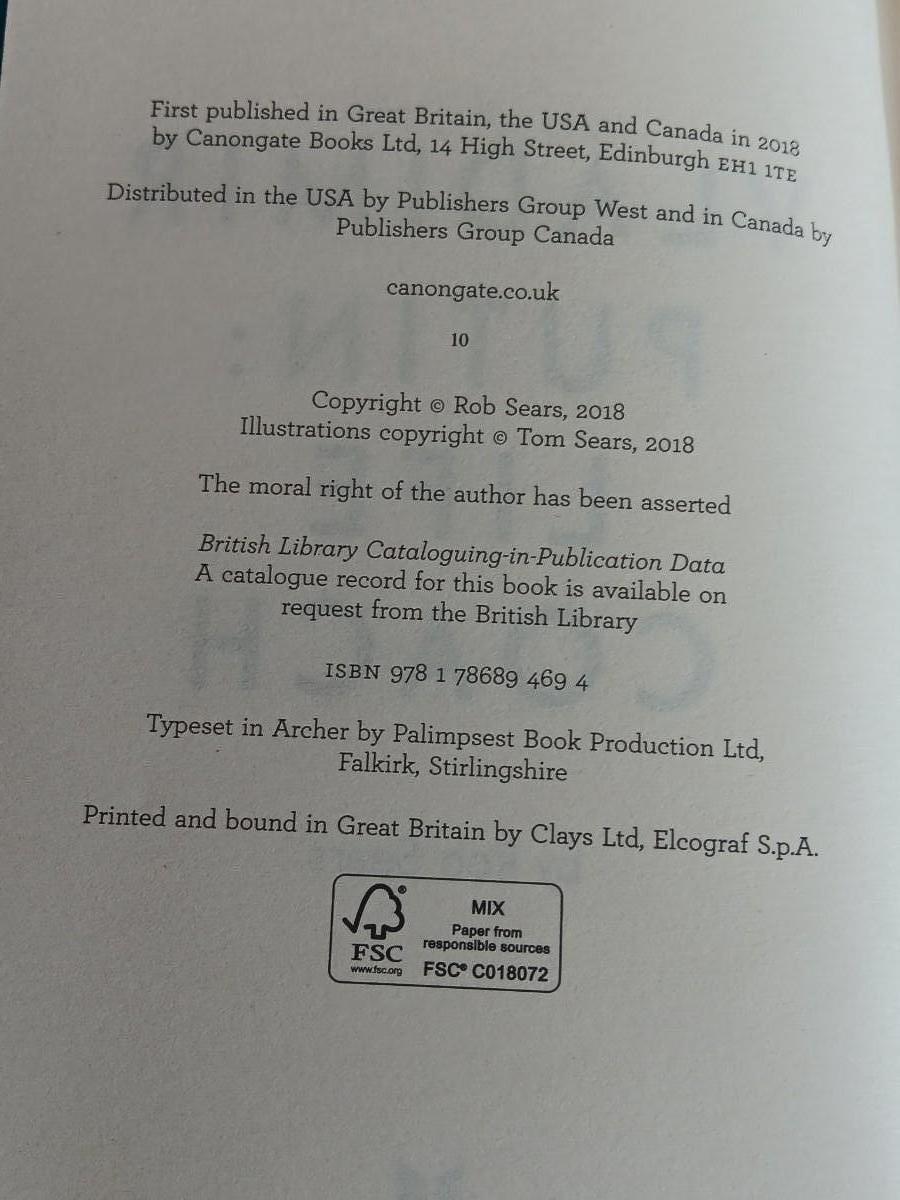 First published in Great Britain, the USA and Canada in 2018
by Canongate Books Ltd, 14 High Street, Edinburgh EH1 1TE
Distributed in the USA by Publishers Group West and in Canada by
Publishers Group Canada
canongate.co.uk
10
Copyright © Rob Sears, 2018
Illustrations copyright © Tom Sears, 2018
The moral right of the author has been asserted
British Library Cataloguing-in-Publication Data
A catalogue record for this book is available on
request from the British Library
ISBN 978 1 78689 469 4
Typeset in Archer by Palimpsest Book Production Ltd,
Falkirk, Stirlingshire
Printed and bound in Great Britain by Clays Ltd, Elcograf S.p.A.
FSC
www.fsc.org
MIX
Paper from
responsible sources
FSC® C018072